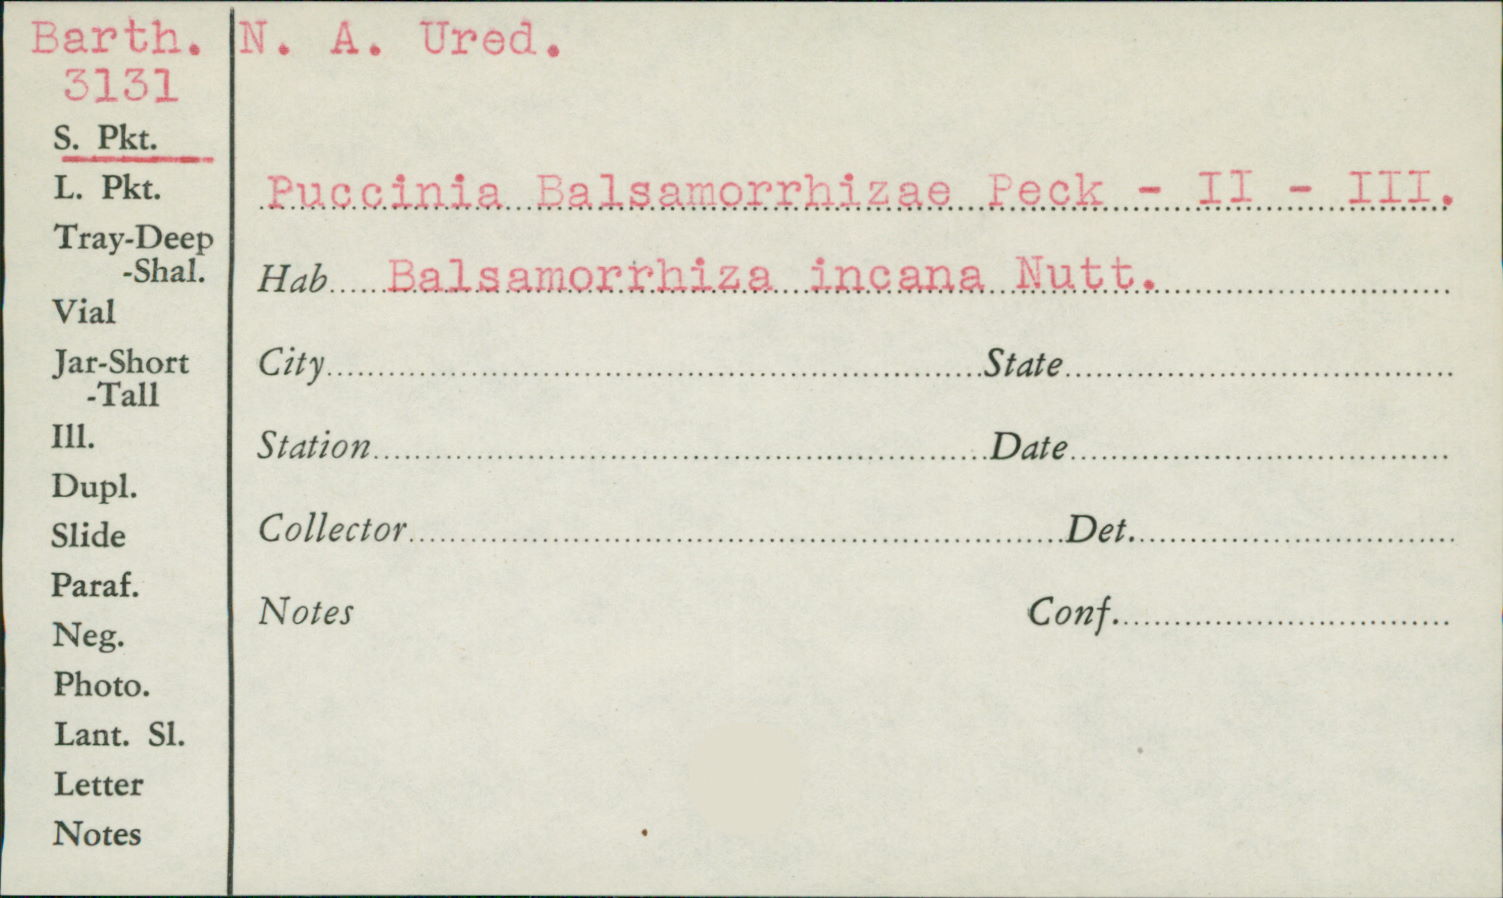 Barth. N. A. Ured.
3131
S. Pkt.
L. Pkt.
Tray-Deep
-Shal.
Vial
Jar-Short
-Tall
Ill.
Dupl.
Slide
Paraf.
Neg.
Photo.
Lant. Sl.
Letter
Notes
Puccinia Balsamorrhizae Peck - II - III.
Hab Balsamorrhiza incana Nutt.
City State
Station Date
Collector Det.
Notes Conf.